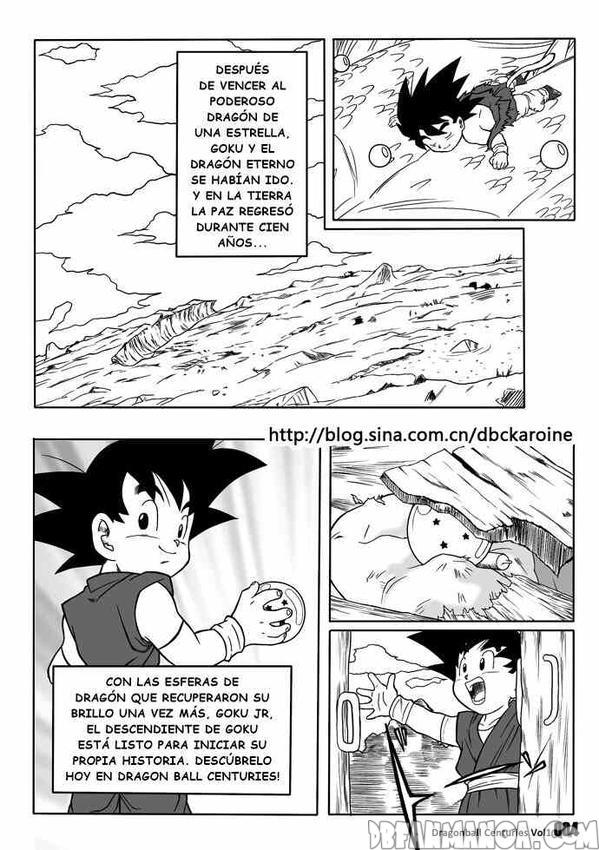 DESPUÉS
DE VENCER AL
PODEROSO
DRAGÓN DE
UNA ESTRELLA,
GOKU Y EL
DRAGÓN ETERNO
SE HABÍAN IDO.
Y EN LA TIERRA
LA PAZ REGRESÓ
DURANTE CIEN
AÑOS...
http://blog.sina.com.cn/dbckaroine
CON LAS ESFERAS DE
DRAGÓN QUE RECUPERARON SU
BRILLO UNA VEZ MÁS, GOKU JR,
EL DESCENDIENTE DE GOKU
ESTÁ LISTO PARA INICIAR SU
PROPIA HISTORIA. DESCÚBRELO
HOY EN DRAGON BALL CENTURIES!
Dragonball Centuries
DBFANMANGA.COM